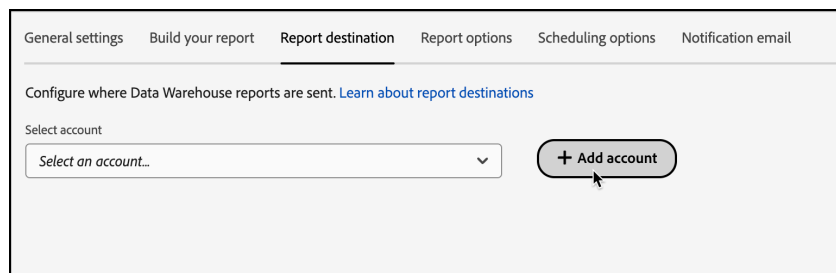 General settings Build your report Report destination Report options Scheduling options Notification email
Configure where Data Warehouse reports are sent. Learn about report destinations
Select account
Select an account... + Add account